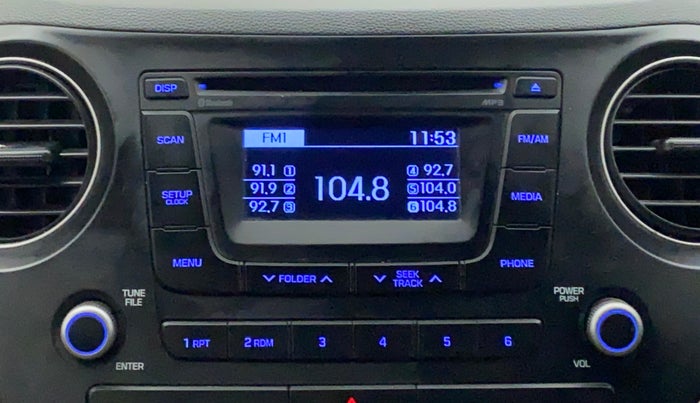 DISP
Bluetooth
MP3
SCAN
FM/AM
FM1 11:53
91.1 1 104.8 4 92.7
91.9 2 5 104.0
92.7 3 6 104.8
SETUP
CLOCK
MEDIA
MENU
FOLDER
SEEK
TRACK
PHONE
TUNE
FILE
POWER
PUSH
1 RPT 2 RDM 3 4 5 6
ENTER
VOL